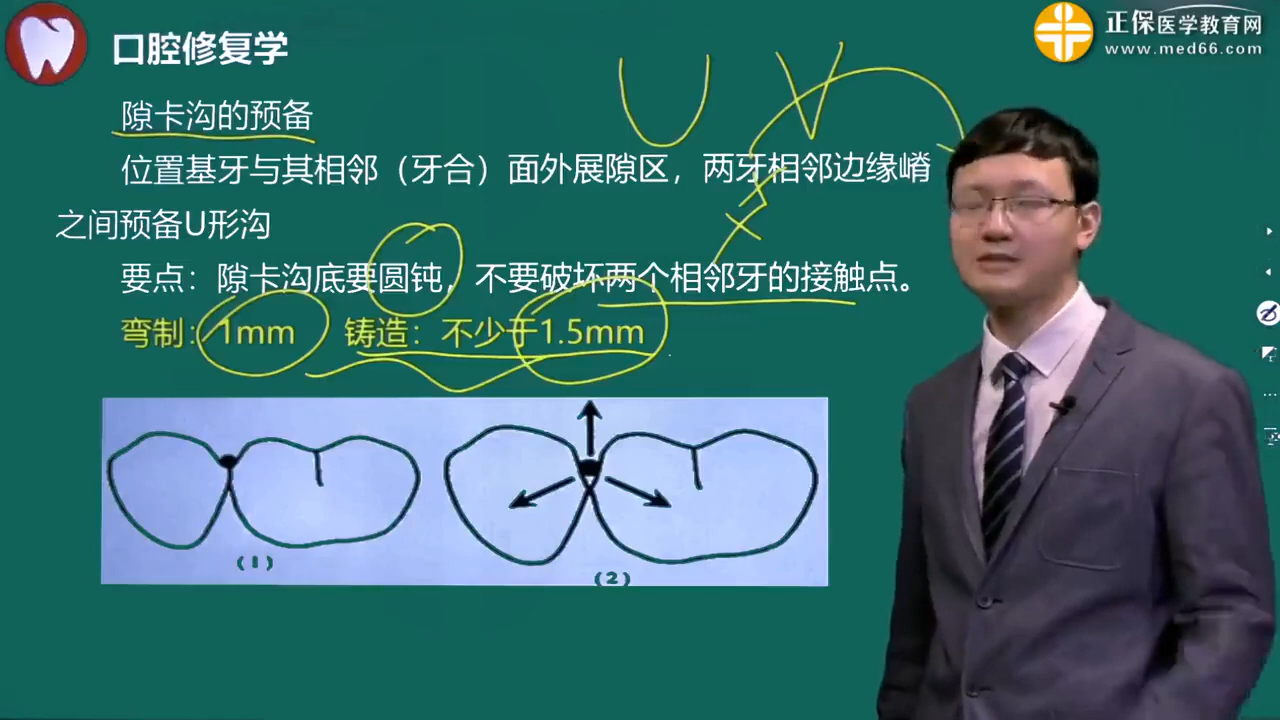 口腔修复学
正保医学教育网
www.med66.com
隙卡沟的预备
位置基牙与其相邻（牙合）面外展隙区，两牙相邻边缘嵴
之间预备U形沟
要点：隙卡沟底要圆钝，不要破坏两个相邻牙的接触点。
弯制：1mm 铸造：不少于1.5mm
U V
(1)
(2)